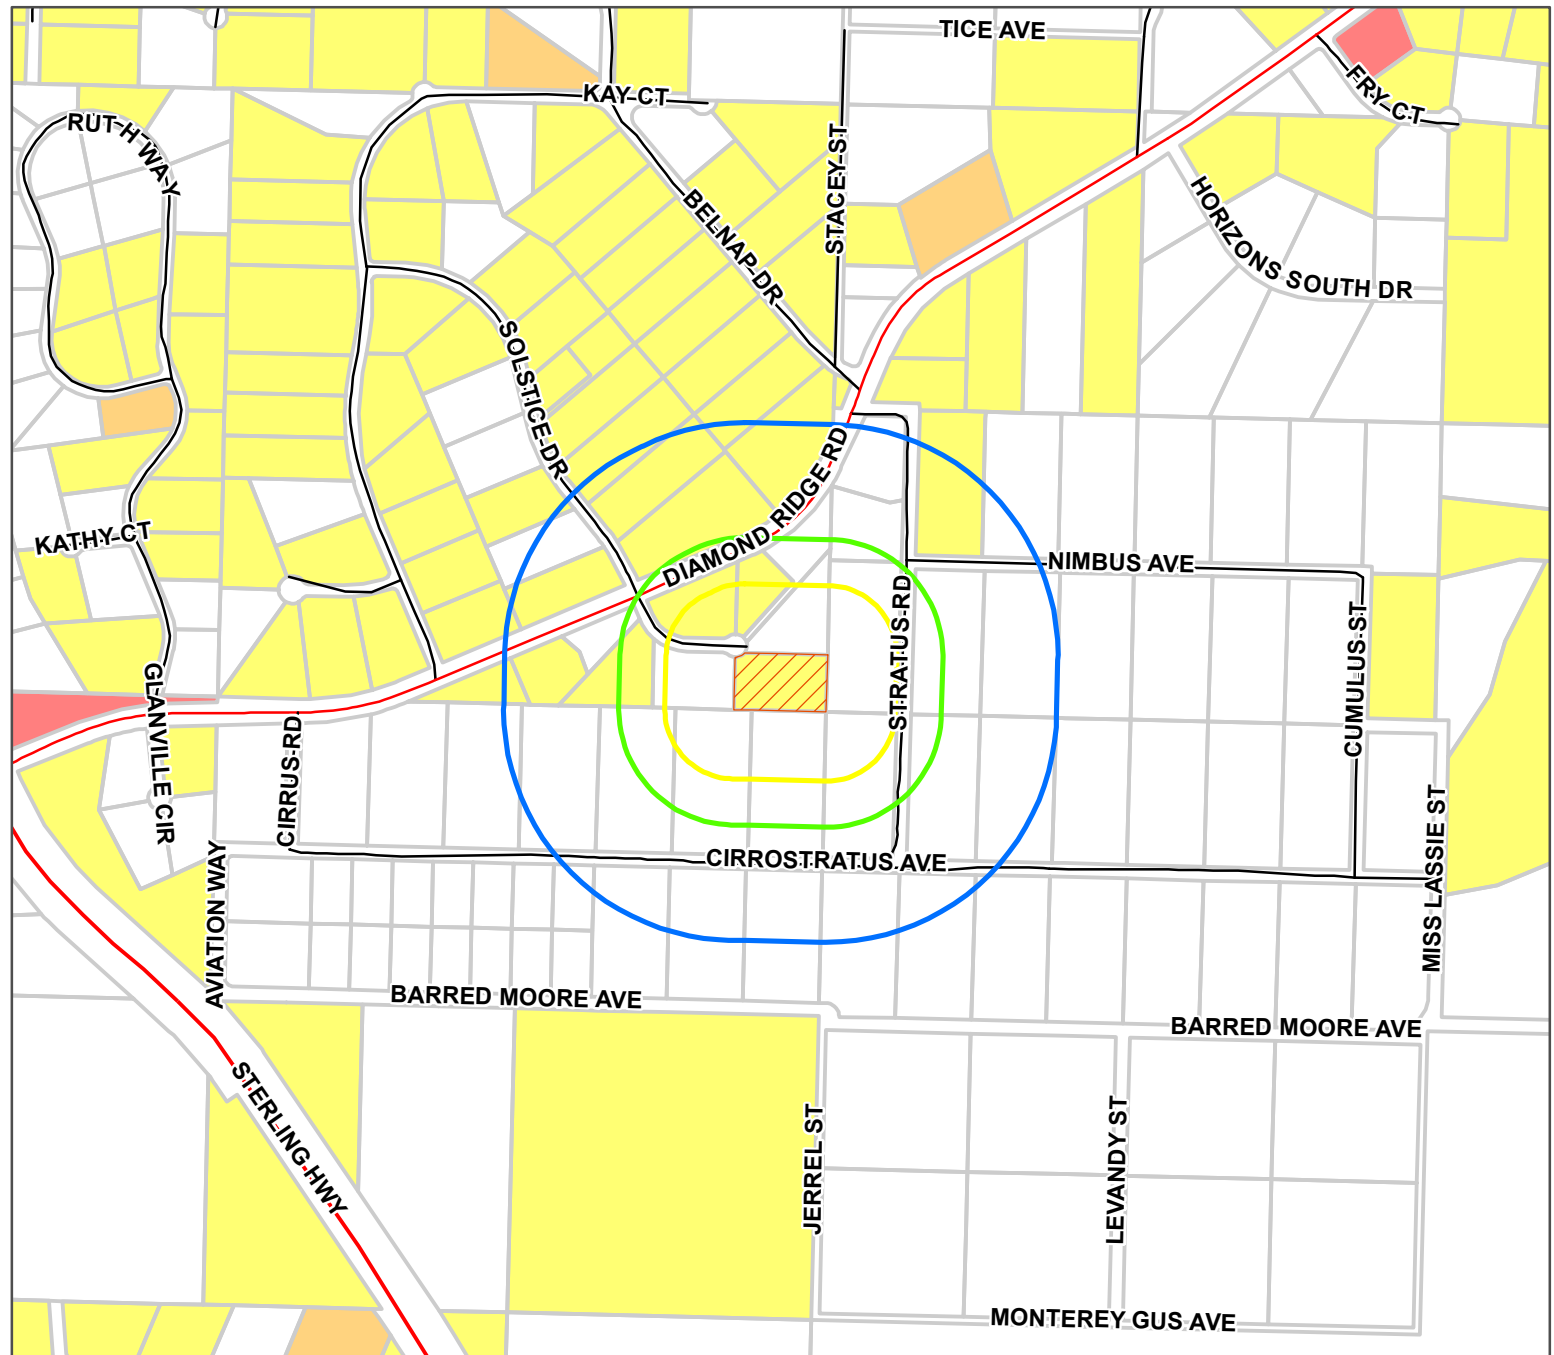 TICE AVE
KAY CT
FRY CT
RUTH WAY
STACEY ST
BELNAP DR
HORIZONS SOUTH DR
SOLSTICE DR
DIAMOND RIDGE RD
KATHY CT
NIMBUS AVE
STRATUS RD
CUMULUS ST
GLANVILLE CIR
CIRRUS RD
CIRROSTRATUS AVE
MISS LASSIE ST
AVIATION WAY
BARRED MOORE AVE
BARRED MOORE AVE
STERLING HWY
JERREL ST
LEVANDY ST
MONTEREY GUS AVE